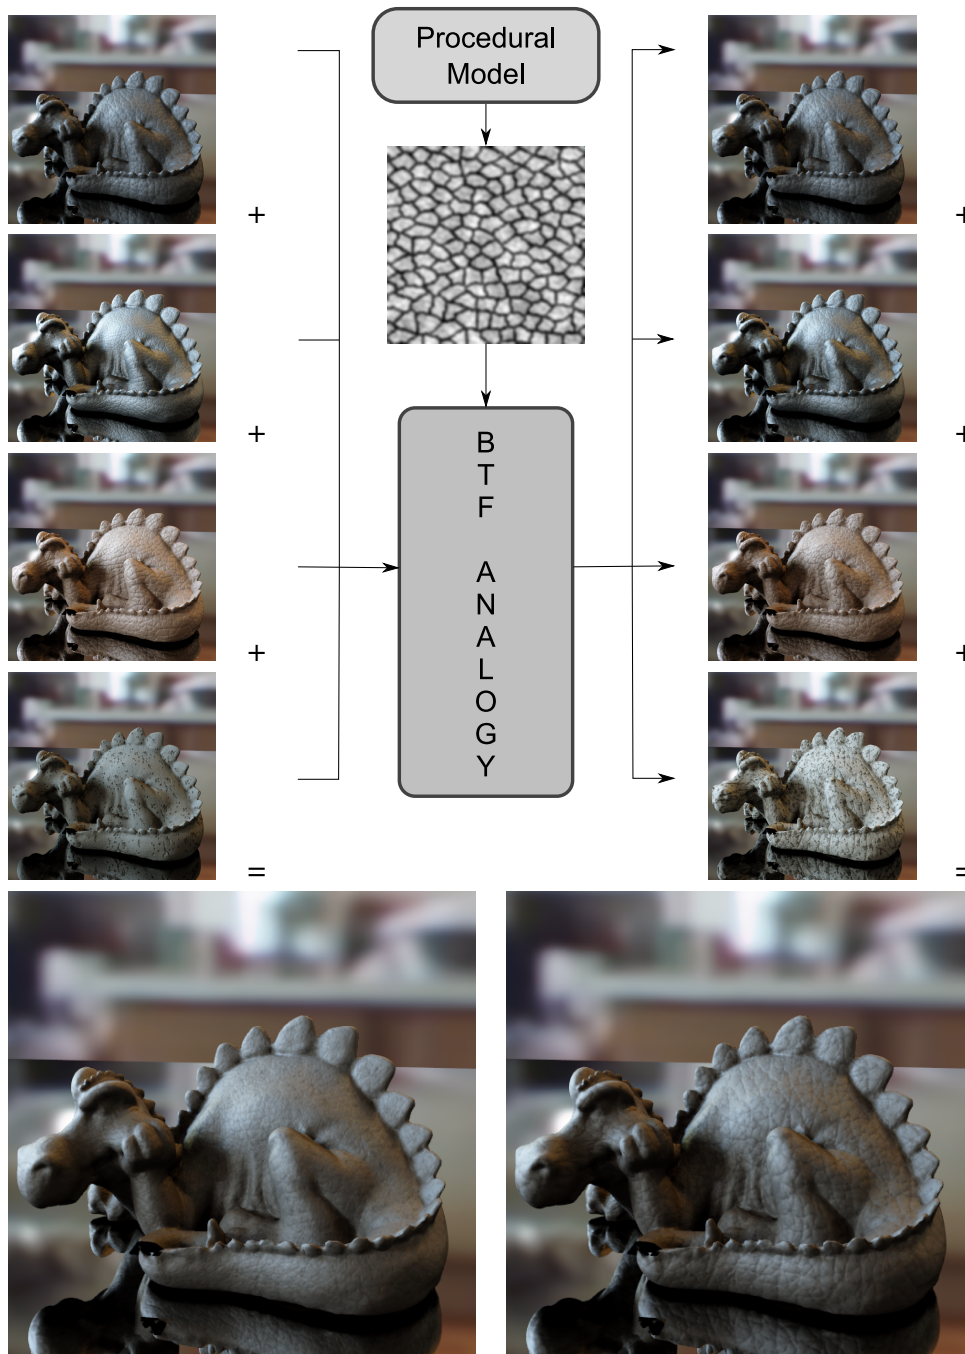 Procedural
Model
+
+
+
+
+
+
B
T
F
A
N
A
L
O
G
Y
=
=